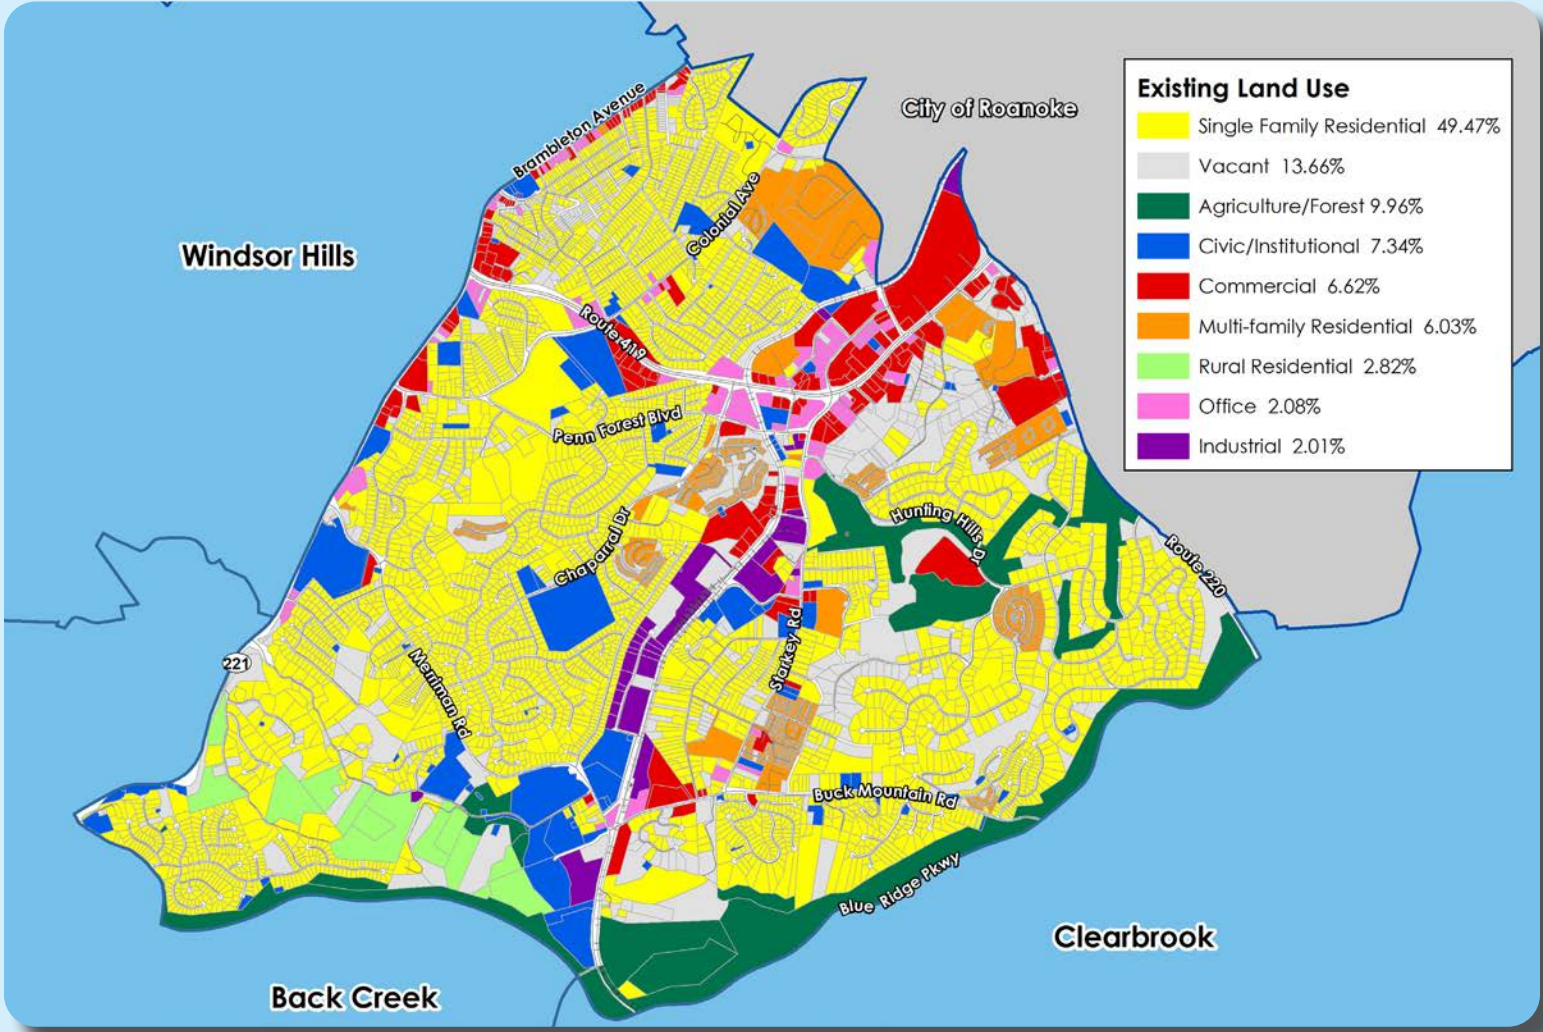 Existing Land Use
Single Family Residential 49.47%
Vacant 13.66%
Agriculture/Forest 9.96%
Civic/Institutional 7.34%
Commercial 6.62%
Multi-family Residential 6.03%
Rural Residential 2.82%
Office 2.08%
Industrial 2.01%
City of Roanoke
Brambleton Avenue
Windsor Hills
Colonial Ave
Route 419
Penn Forest Blvd
Chaparral Dr
Hunting Hills Dr
Route 220
Starkey Rd
221
Merriman Rd
Buck Mountain Rd
Blue Ridge Pkwy
Clearbrook
Back Creek